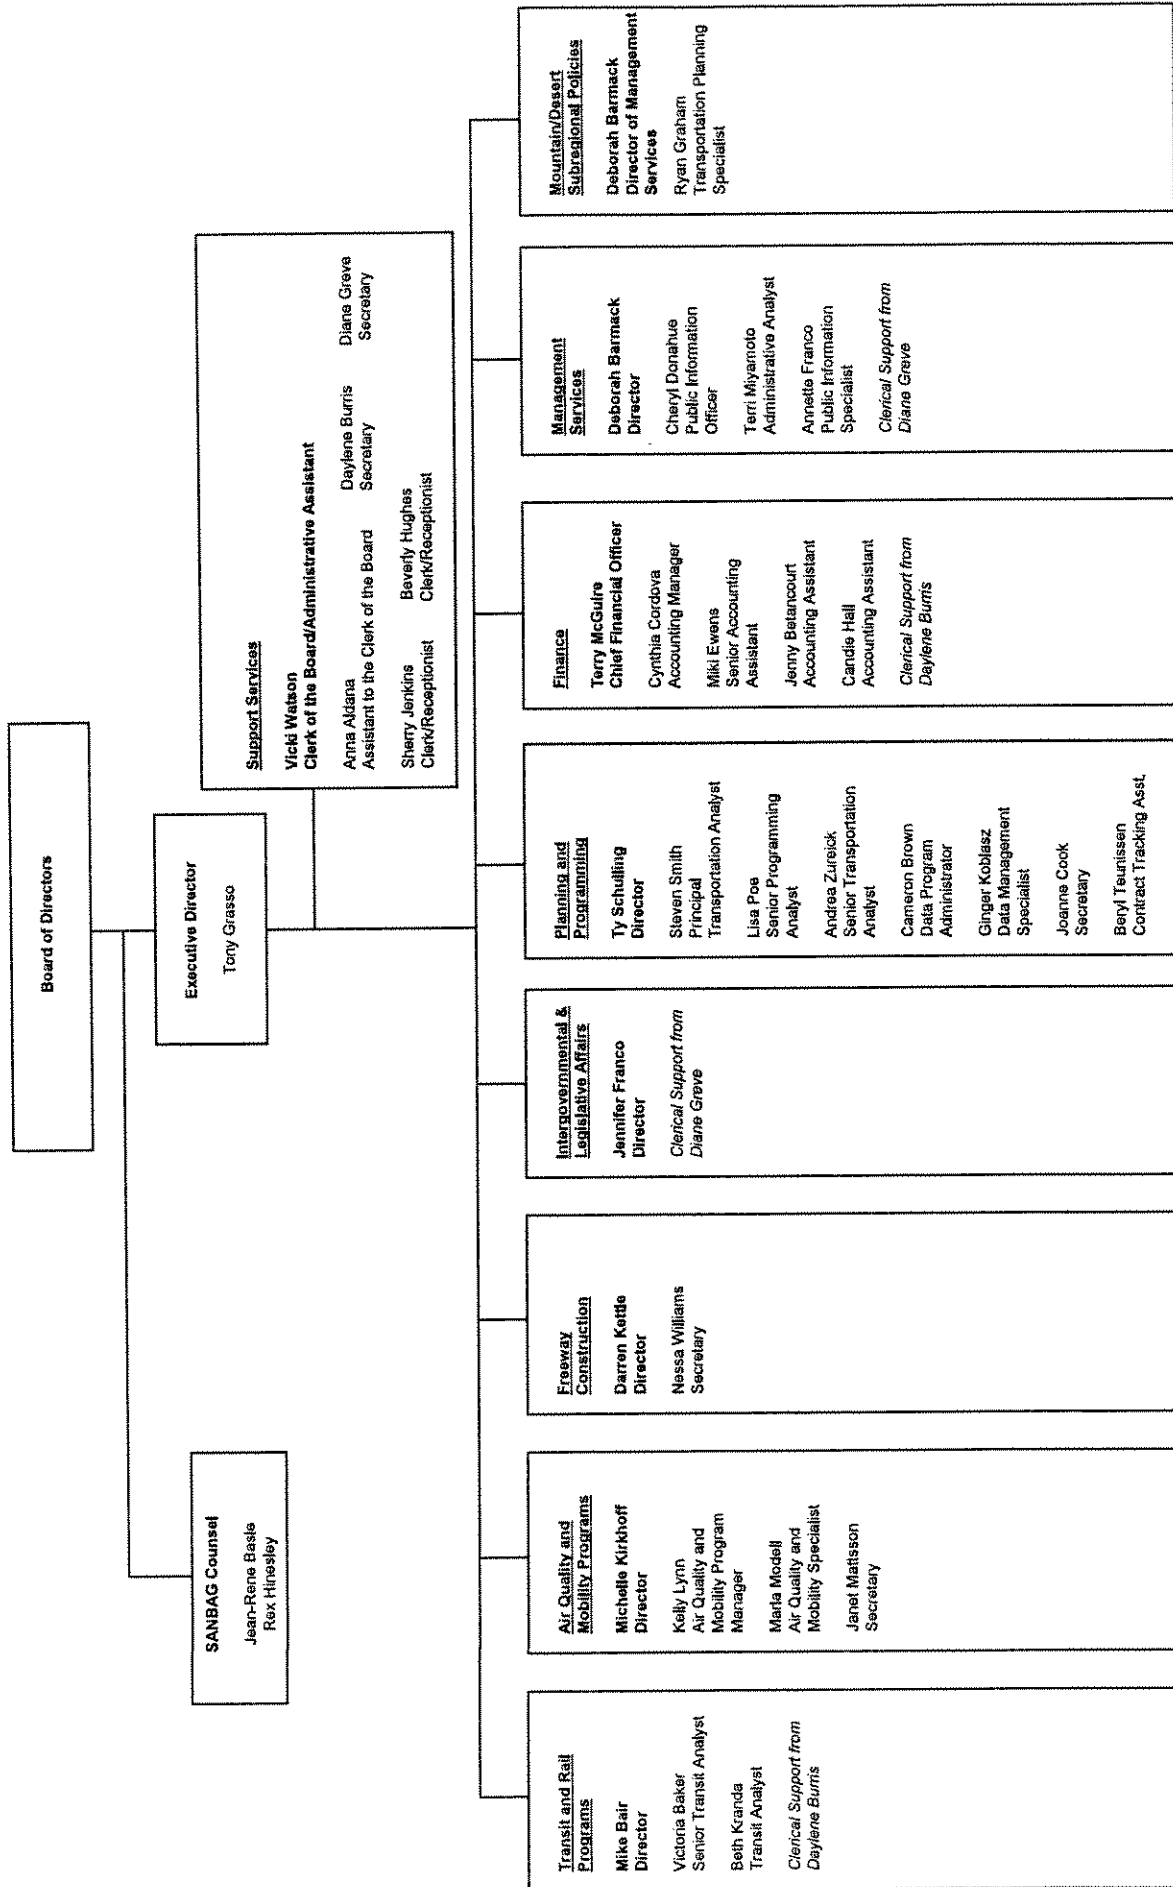 Board of Directors
SANBAG Counsel
Jean-Rene Basle
Rex Hinesley
Executive Director
Tony Grasso
Support Services
Vicki Watson
Clerk of the Board/Administrative Assistant
Anna Aldana
Assistant to the Clerk of the Board
Daylene Burris
Secretary
Diane Greve
Secretary
Sherry Jenkins
Clerk/Receptionist
Beverly Hughes
Clerk/Receptionist
Transit and Rail
Programs
Mike Bair
Director
Victoria Baker
Senior Transit Analyst
Beth Kranda
Transit Analyst
Clerical Support from
Daylene Burris
Air Quality and
Mobility Programs
Michelle Kirkhoff
Director
Kelly Lynn
Air Quality and
Mobility Program
Manager
Marla Modell
Air Quality and
Mobility Specialist
Janet Mattsson
Secretary
Freeway
Construction
Darren Kettle
Director
Nessa Williams
Secretary
Intergovernmental &
Legislative Affairs
Jennifer Franco
Director
Clerical Support from
Diane Greve
Planning and
Programming
Ty Schuiling
Director
Steven Smith
Principal
Transportation Analyst
Lisa Poe
Senior Programming
Analyst
Andrea Zureick
Senior Transportation
Analyst
Cameron Brown
Data Program
Administrator
Ginger Koblasz
Data Management
Specialist
Joanne Cook
Secretary
Beryl Teunissen
Contract Tracking Asst.
Finance
Terry McGuire
Chief Financial Officer
Cynthia Cordova
Accounting Manager
Miki Ewens
Senior Accounting
Assistant
Jenny Betancourt
Accounting Assistant
Candie Hall
Accounting Assistant
Clerical Support from
Daylene Burris
Management
Services
Deborah Barmack
Director
Cheryl Donahue
Public Information
Officer
Terri Miyamoto
Administrative Analyst
Annette Franco
Public Information
Specialist
Clerical Support from
Diane Greve
Mountain/Desert
Subregional Policies
Deborah Barmack
Director of Management
Services
Ryan Graham
Transportation Planning
Specialist